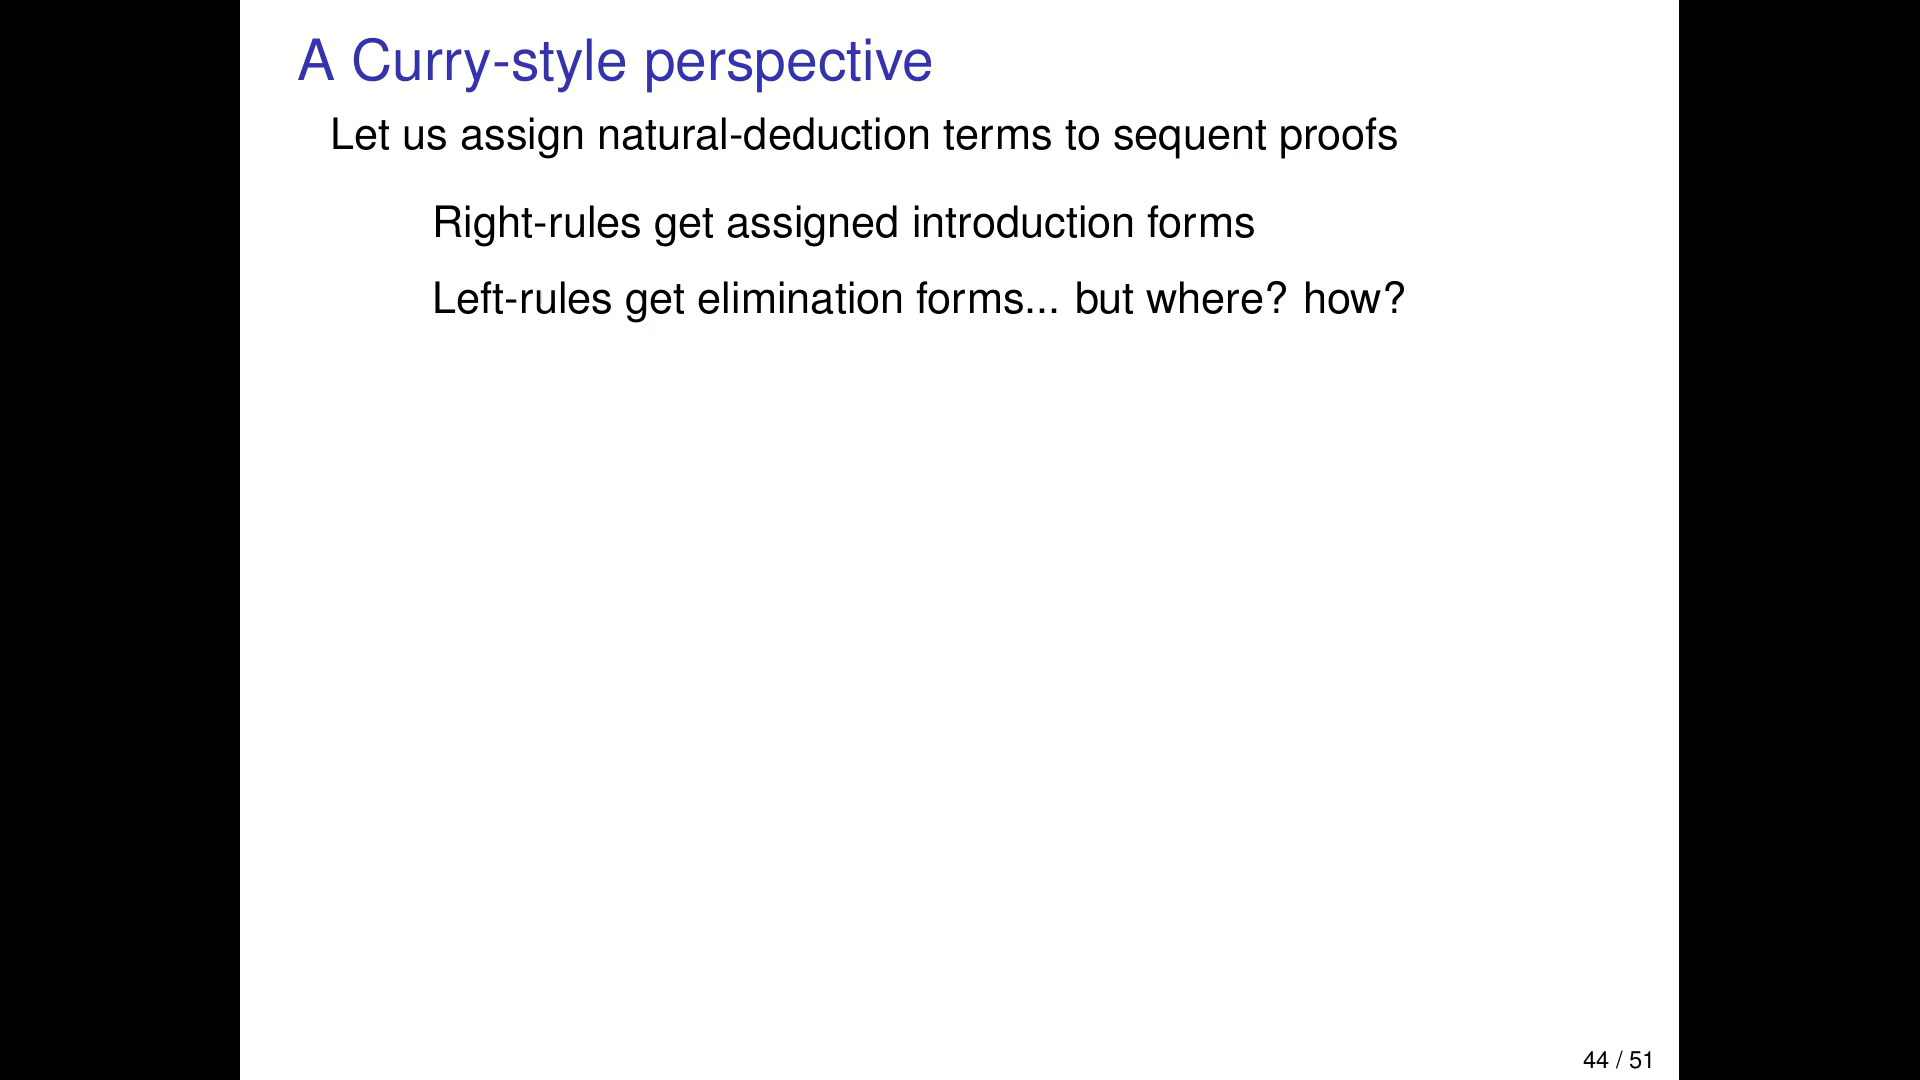 A Curry-style perspective
Let us assign natural-deduction terms to sequent proofs
Right-rules get assigned introduction forms
Left-rules get elimination forms... but where? how?
44 / 51